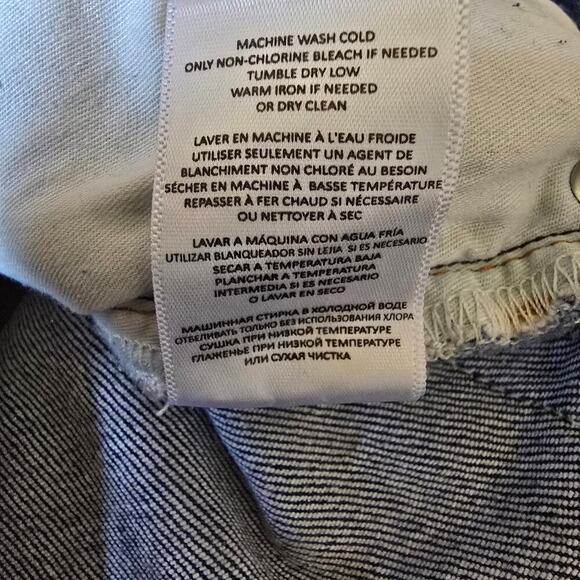 MACHINE WASH COLD
ONLY NON-CHLORINE BLEACH IF NEEDED
TUMBLE DRY LOW
WARM IRON IF NEEDED
OR DRY CLEAN
LAVER EN MACHINE À L'EAU FROIDE
UTILISER SEULEMENT UN AGENT DE
BLANCHIMENT NON CHLORÉ AU BESOIN
SÉCHER EN MACHINE À BASSE TEMPÉRATURE
REPASSER À FER CHAUD SI NÉCESSAIRE
OU NETTOYER À SEC
LAVAR A MÁQUINA CON AGUA FRÍA
UTILIZAR BLANQUEADOR SIN LEJIA SI ES NECESARIO
SECAR A TEMPERATURA BAJA
PLANCHAR A TEMPERATURA
INTERMEDIA SI ES NECESARIO
O LAVAR EN SECO
МАШИННАЯ СТИРКА В ХОЛОДНОЙ ВОДЕ
ОТБЕЛИВАТЬ ТОЛЬКО БЕЗ ИСПОЛЬЗОВАНИЯ ХЛОРА
СУШКА ПРИ НИЗКОЙ ТЕМПЕРАТУРЕ
ГЛАЖЕНЬЕ ПРИ НИЗКОЙ ТЕМПЕРАТУРЕ
ИЛИ СУХАЯ ЧИСТКА